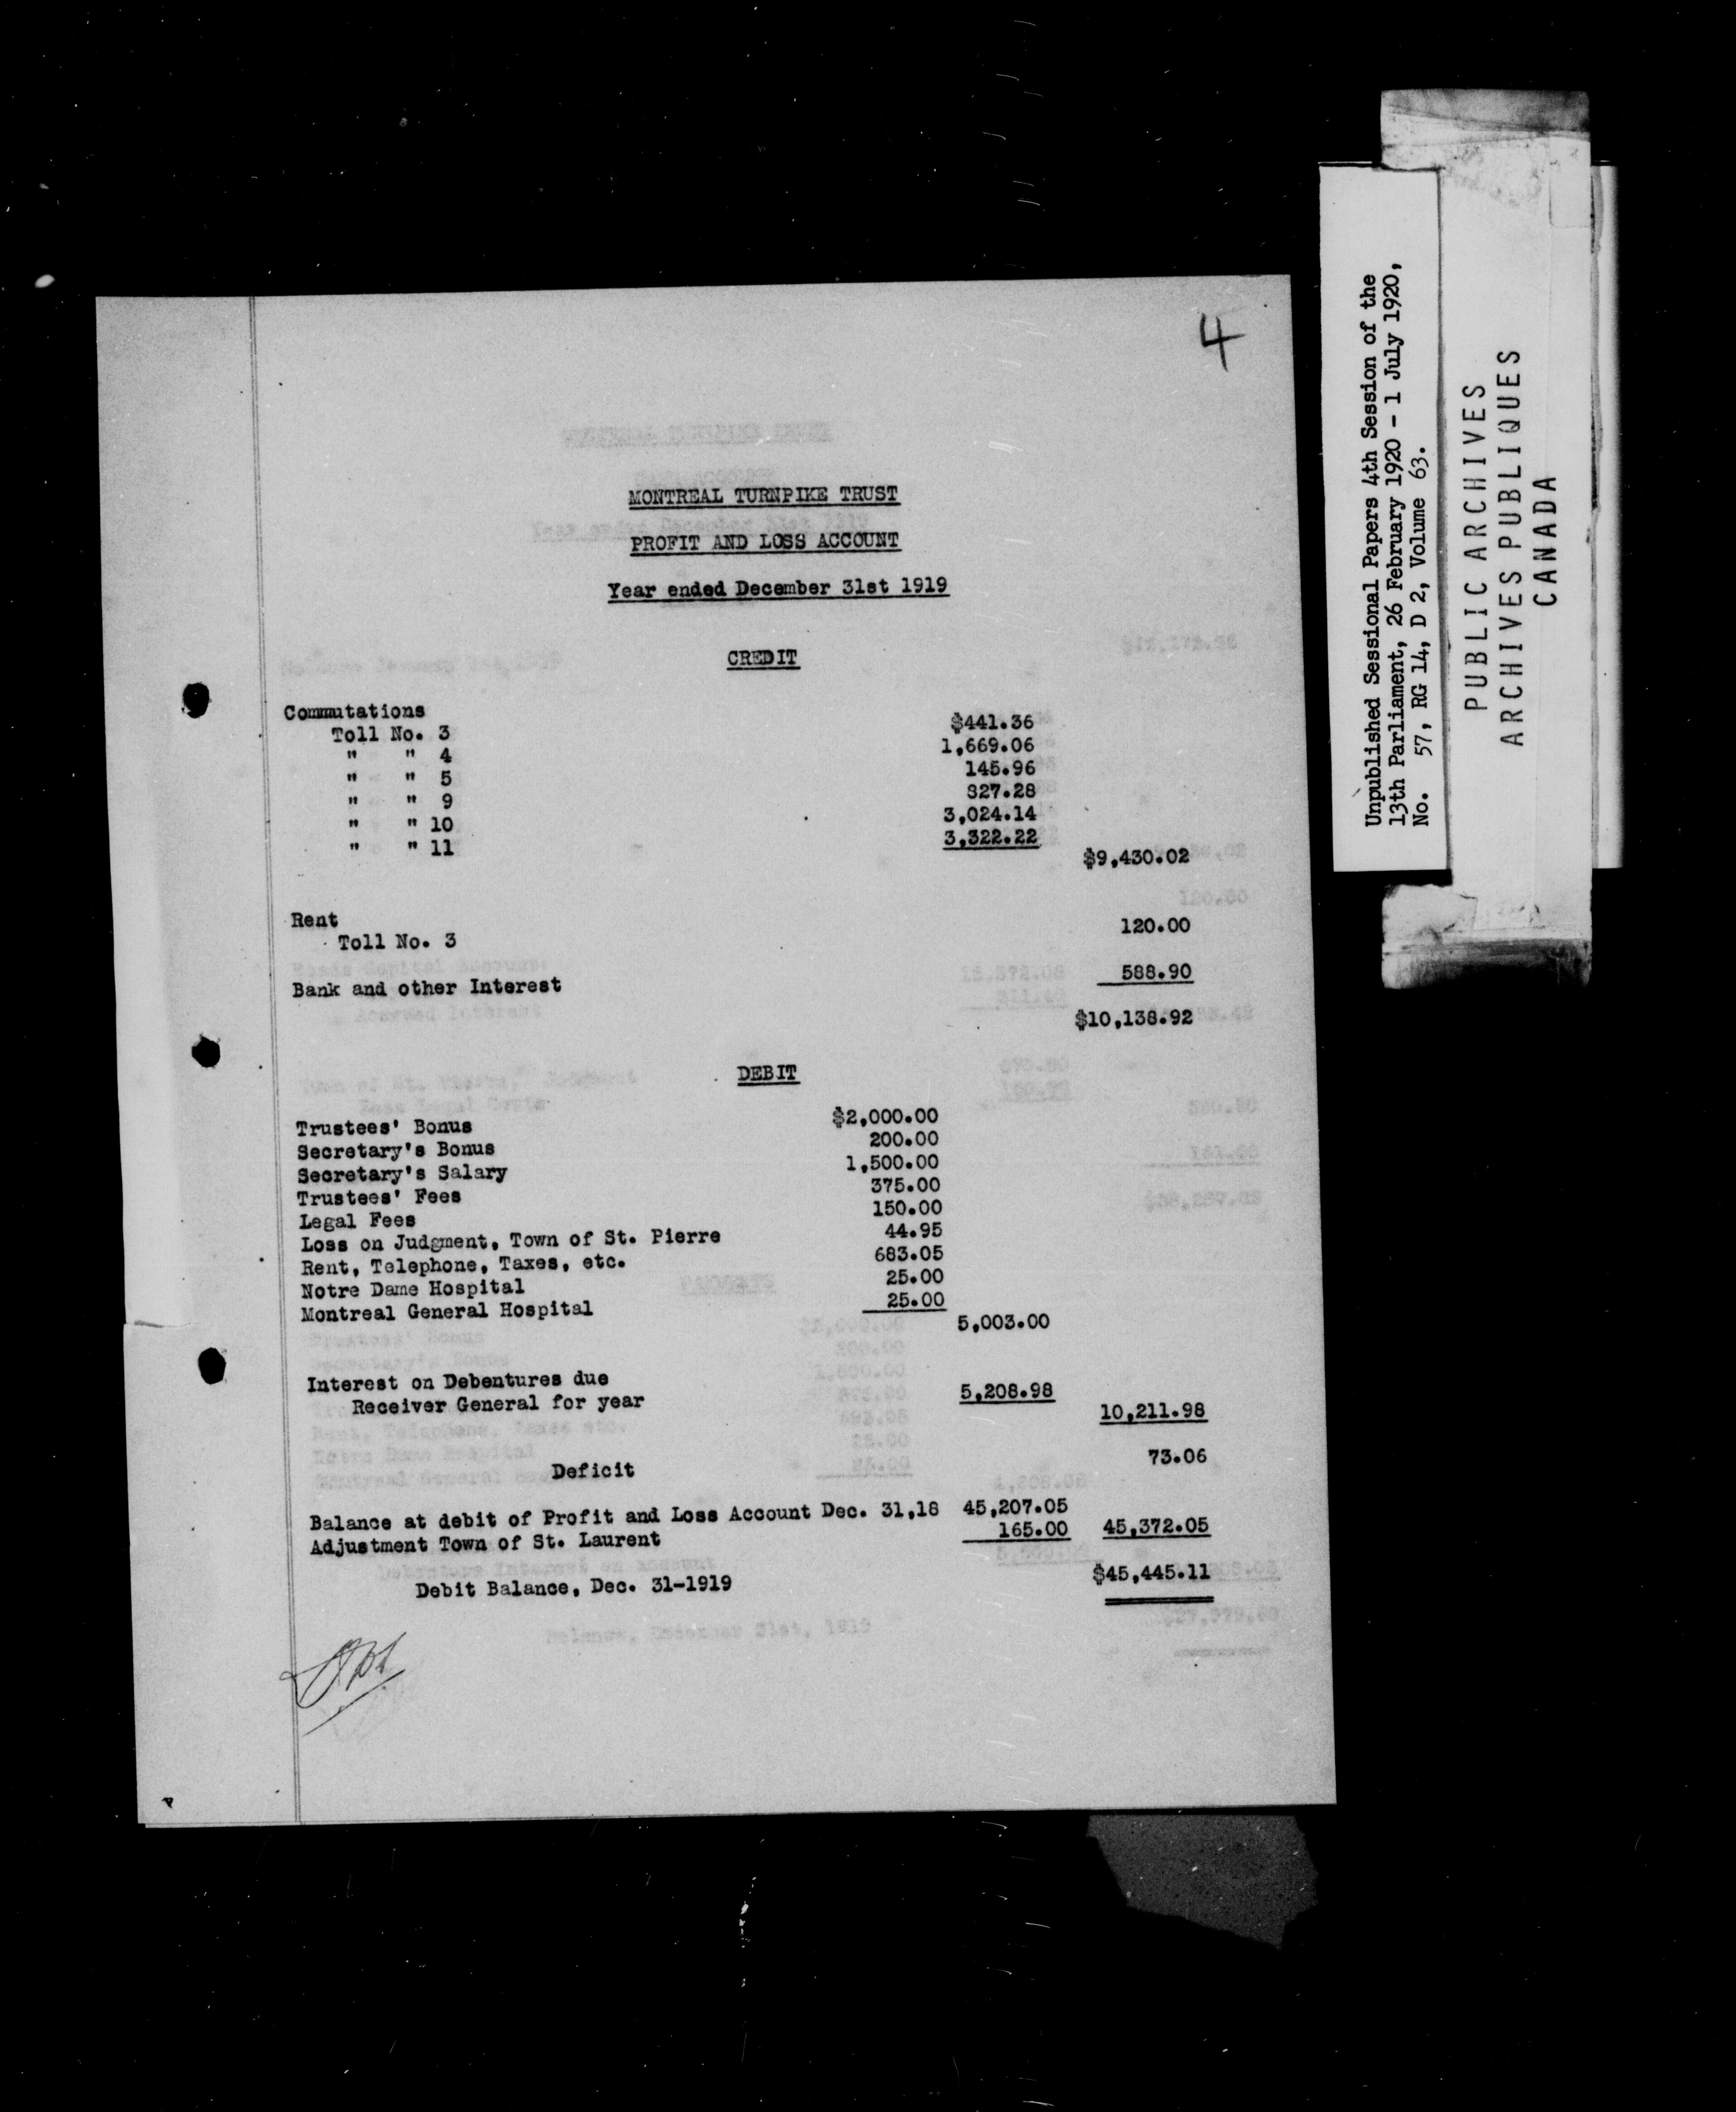 4
MONTREAL TURNPIKE TRUST
PROFIT AND LOSS ACCOUNT
Year ended December 31st 1919
CREDIT
Commutations
Toll No. 3 $441.36
" " 4 1,669.06
" " 5 145.96
" " 9 827.28
" " 10 3,024.14
" " 11 3,322.22
$9,430.02
Rent
Toll No. 3 120.00
Bank and other Interest 588.90
$10,138.92
DEBIT
Trustees' Bonus $2,000.00
Secretary's Bonus 200.00
Secretary's Salary 1,500.00
Trustees' Fees 375.00
Legal Fees 150.00
Loss on Judgment, Town of St. Pierre 44.95
Rent, Telephone, Taxes, etc. 683.05
Notre Dame Hospital 25.00
Montreal General Hospital 25.00
5,003.00
Interest on Debentures due
Receiver General for year 5,208.98
10,211.98
Deficit 73.06
Balance at debit of Profit and Loss Account Dec. 31,18 45,207.05
Adjustment Town of St. Laurent 165.00 45,372.05
Debit Balance, Dec. 31-1919 $45,445.11
Unpublished Sessional Papers 4th Session of the
13th Parliament, 26 February 1920 - 1 July 1920,
No. 57, RG 14, D 2, Volume 63.
PUBLIC ARCHIVES
ARCHIVES PUBLIQUES
CANADA